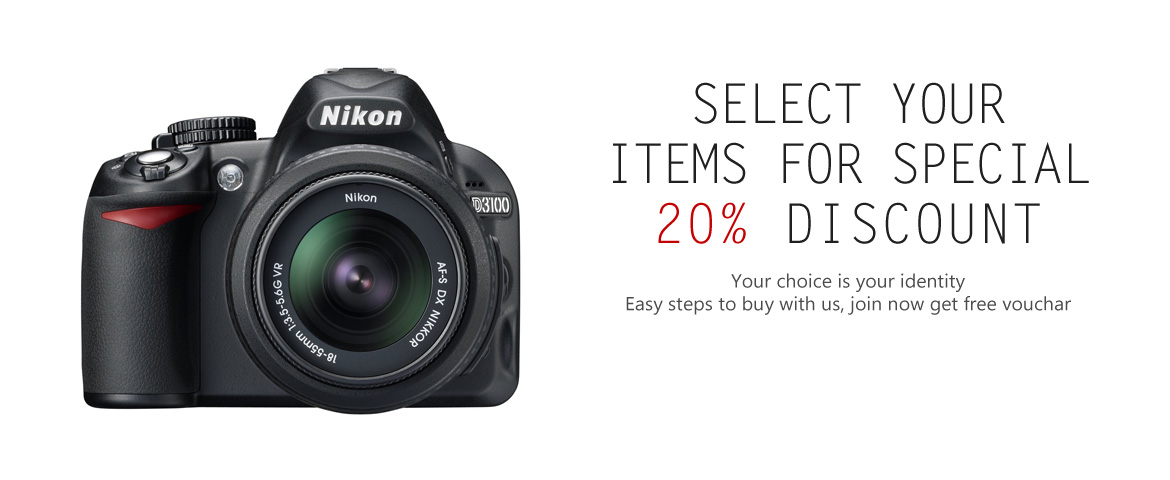 Nikon
D3100
Nikon
AF-S DX NIKKOR
18-55mm 1:3.5-5.6G VR
SELECT YOUR
ITEMS FOR SPECIAL
20% DISCOUNT
Your choice is your identity
Easy steps to buy with us, join now get free vouchar